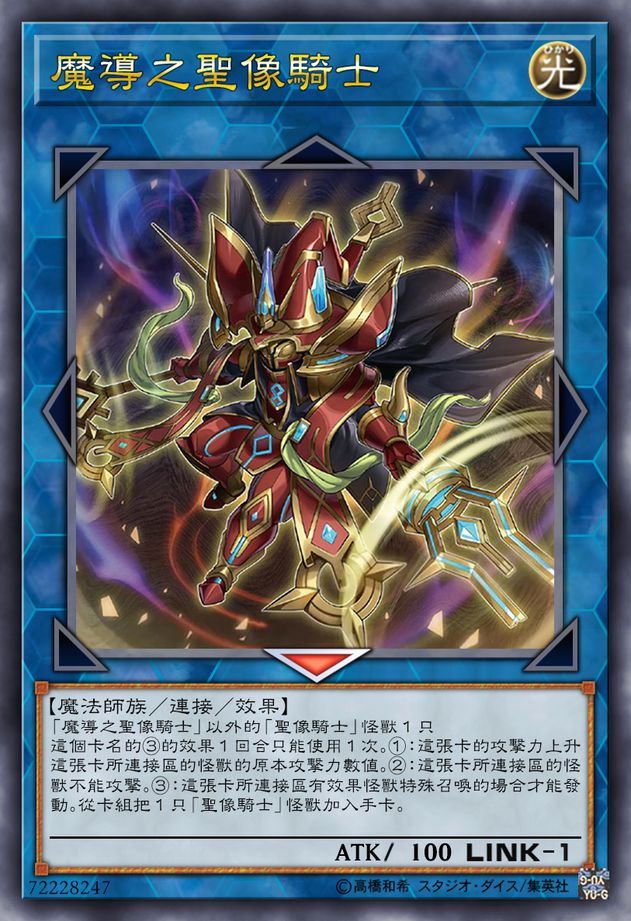 魔導之聖像騎士
ひかり
光
【魔法師族／連接／效果】
「魔導之聖像騎士」以外的「聖像騎士」怪獸１只
這個卡名的③的效果１回合只能使用１次。①：這張卡的攻擊力上升
這張卡所連接區的怪獸的原本攻擊力數值。②：這張卡所連接區的怪
獸不能攻擊。③：這張卡所連接區有效果怪獸特殊召喚的場合才能發
動。從卡組把１只「聖像騎士」怪獸加入手卡。
ATK/ 100 LINK-1
72228247
©高橋和希 スタジオ・ダイス/集英社
YU-G